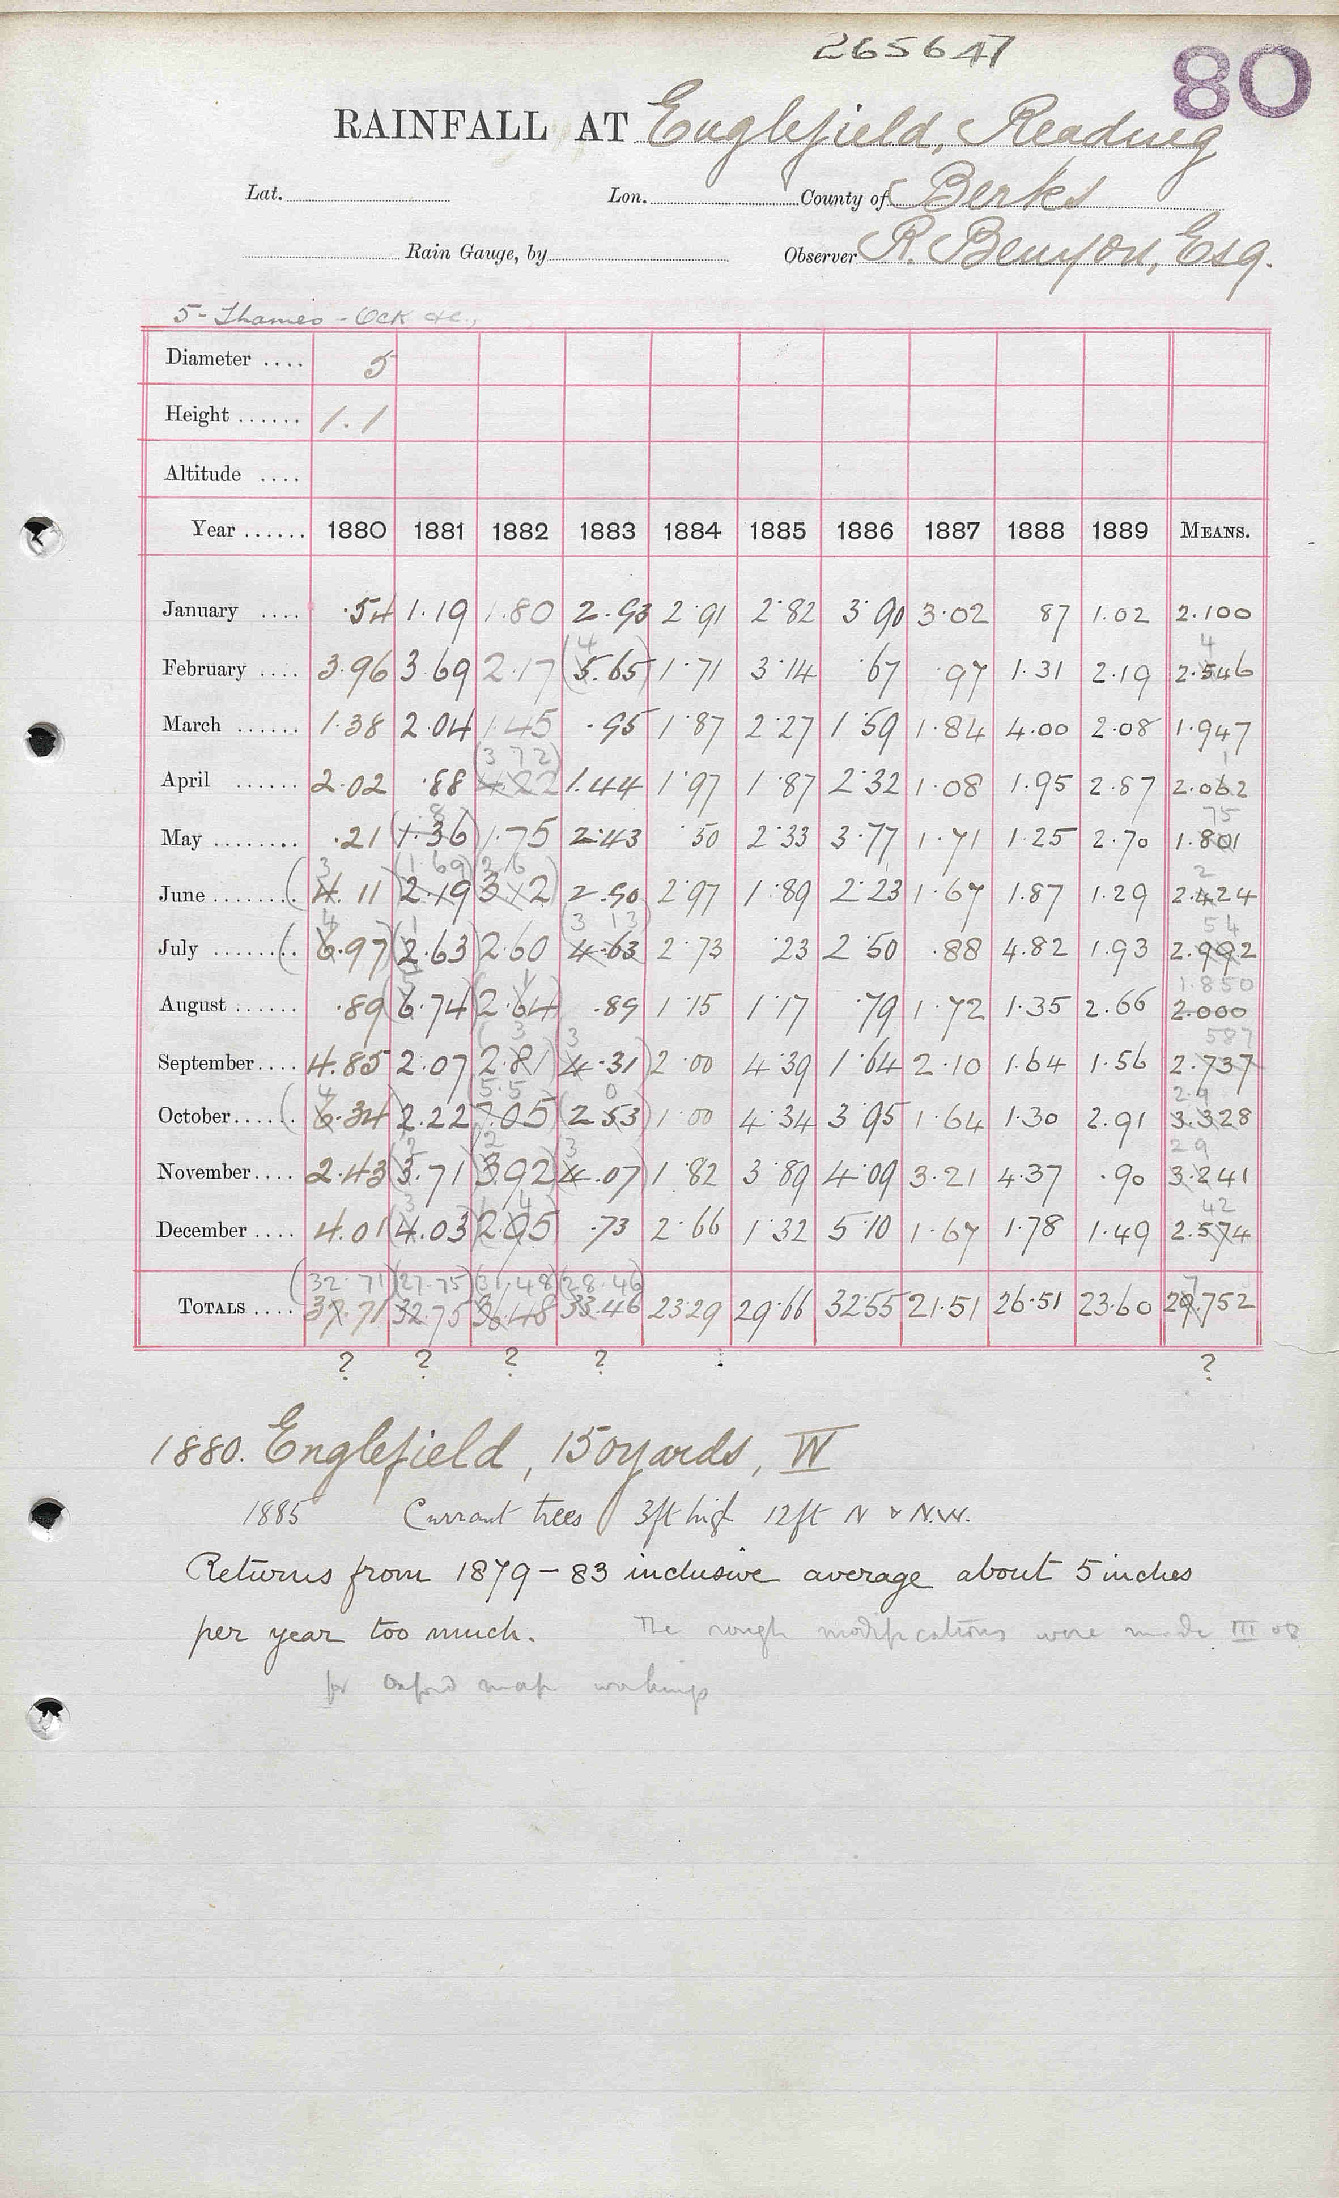 265647
80
RAINFALL AT Englefield, Reading
Lat. Lon. County of Berks
Rain Gauge, by Observer R. Benyon, Esq.
5 - Thames - Ock &c.,
Diameter .... 5
Height ...... 1.1
Altitude ....
Year ...... 1880 1881 1882 1883 1884 1885 1886 1887 1888 1889 MEANS.
January .... .54 1.19 1.80 2.93 2.91 2.82 3.90 3.02 87 1.02 2.100
4 4
February .... 3.96 3.69 2.17 (5.65) 1.71 3.14 .67 .97 1.31 2.19 2.546
March ...... 1.38 2.04 1.45 .95 1.87 2.27 1.59 1.84 4.00 2.08 1.947
(3 72) 1
April ...... 2.02 .88 4.22 1.44 1.97 1.87 2.32 1.08 1.95 2.87 2.062
8 75
May ........ .21 (1.36) 1.75 2.43 .50 2.33 3.77 1.71 1.25 2.70 1.801
3 (1.69) 2 6 2
June ........ (4.11 (2.19 3.12) 2.90 2.97 1.89 2.23 1.67 1.87 1.29 2.424
4 1 3 13) 54
July ........ (6.97) (2.63 2.60 4.63 2.73 .23 2.50 .88 4.82 1.93 2.992
5 1 1.850
August ...... .89 (6.74) (2.64) .89 1.15 1.17 .79 1.72 1.35 2.66 2.000
(3 3 587
September.... 4.85 2.07 2.81) 4.31) 2.00 4.39 1.64 2.10 1.64 1.56 2.737
4 5.5 0 2.9
October...... (6.34 2.22 7.05 (2.53) 1.00 4.34 3.95 1.64 1.30 2.91 3.328
2 2 3 29
November.... 2.43 (3.71 (3.92 4.07) 1.82 3.89 4.09 3.21 4.37 .90 3.241
3 1 4 42
December .... 4.01 (4.03) 2.05 .73 2.66 1.32 5.10 1.67 1.78 1.49 2.574
(32.71) (27.75) (31.48) (28.46) 7
TOTALS .... 37.71 32.75 36.48 33.46 23.29 29.66 32.55 21.51 26.51 23.60 29.752
? ? ? ? ?
1880. Englefield, 150 yards, W
1885 Currant trees 3ft high 12ft N & N.W.
Returns from 1879-83 inclusive average about 5 inches
per year too much. The rough modifications were made III 08
for Oxford map workings